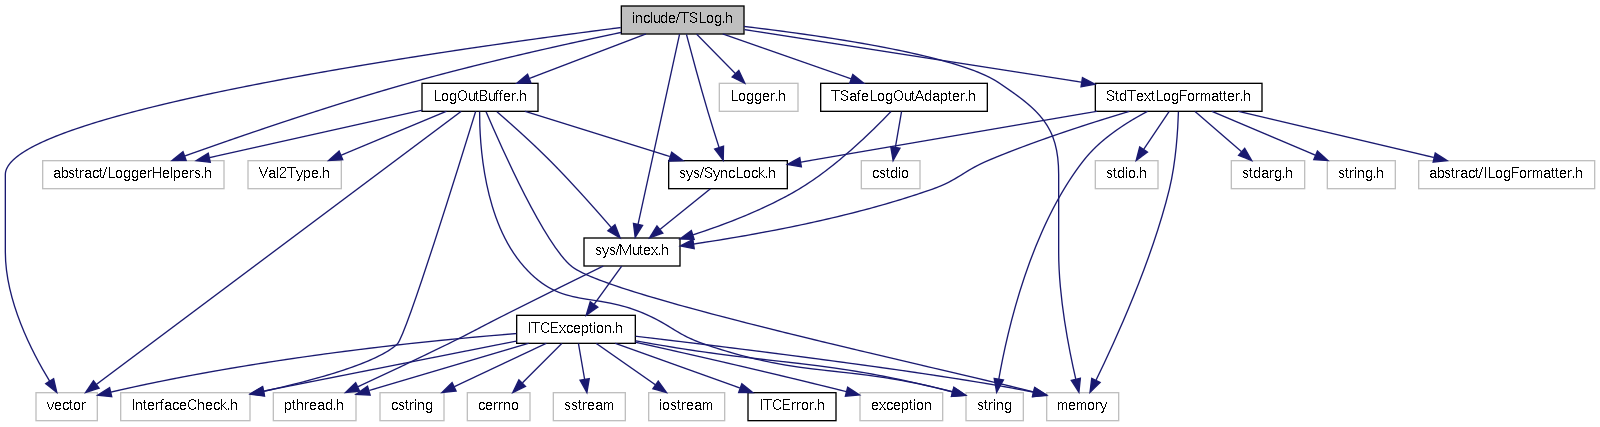 include/TSLog.h
LogOutBuffer.h
Logger.h
TSafeLogOutAdapter.h
StdTextLogFormatter.h
abstract/LoggerHelpers.h
Val2Type.h
sys/SyncLock.h
cstdio
stdio.h
stdarg.h
string.h
abstract/ILogFormatter.h
sys/Mutex.h
ITCException.h
vector
InterfaceCheck.h
pthread.h
cstring
cerrno
sstream
iostream
ITCError.h
exception
string
memory